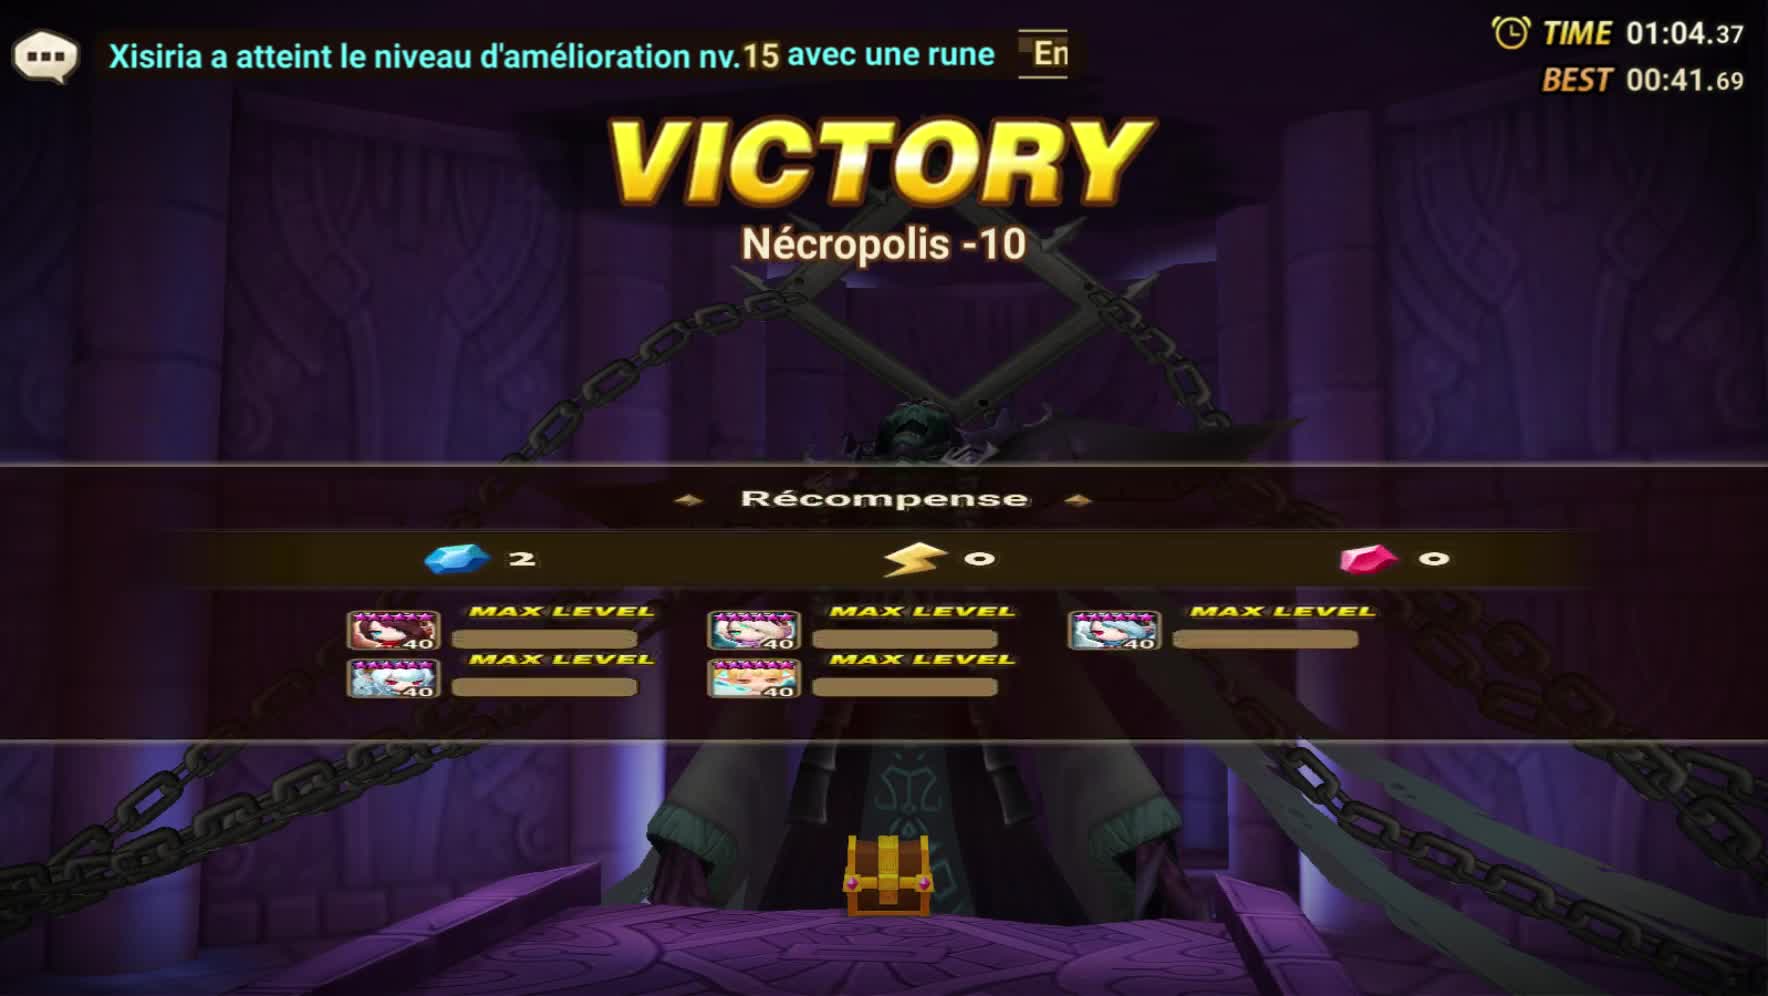 Xisiria a atteint le niveau d'amélioration nv.15 avec une rune En
TIME 01:04.37
BEST 00:41.69
VICTORY
Nécropolis -10
Récompense
2 0 0
MAX LEVEL MAX LEVEL MAX LEVEL
40 40 40
MAX LEVEL MAX LEVEL
40 40